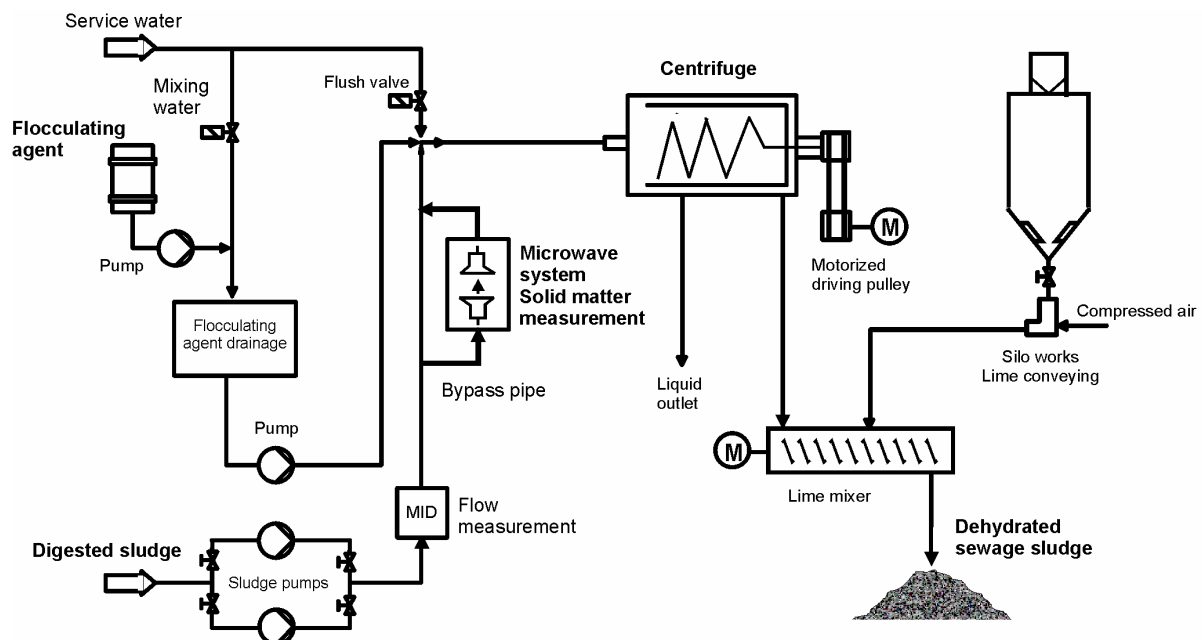 Service water
Mixing
water
Flush valve
Centrifuge
Flocculating
agent
Pump
Microwave
system
Solid matter
measurement
M
Motorized
driving pulley
Compressed air
Silo works
Lime conveying
Flocculating
agent drainage
Bypass pipe
Liquid
outlet
Pump
M
Lime mixer
MID
Flow
measurement
Digested sludge
Sludge pumps
Dehydrated
sewage sludge